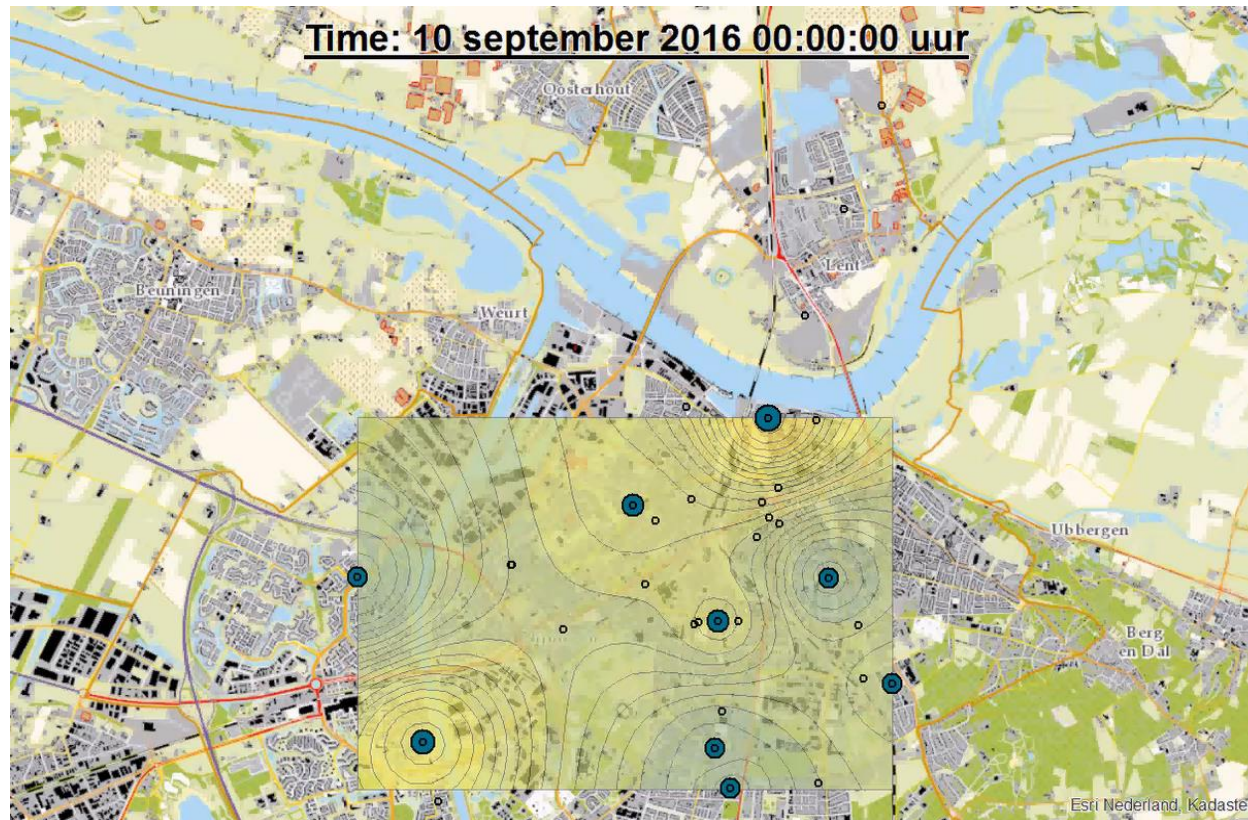 Time: 10 september 2016 00:00:00 uur
Oosterhout
Lent
Beuningen
Weurt
Ubbergen
Berg
en Dal
Esri Nederland, Kadaste